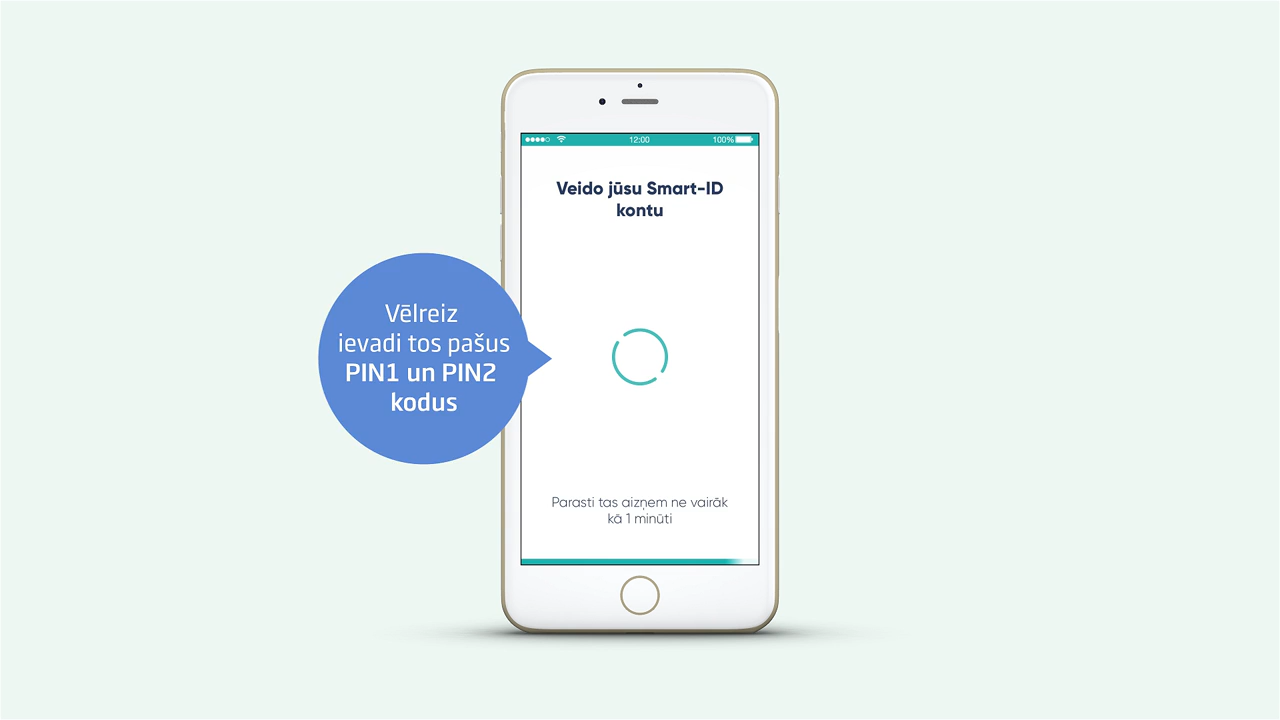 12:00
100%
Veido jūsu Smart-ID
kontu
Vēlreiz
ievadi tos pašus
PIN1 un PIN2
kodus
Parasti tas aizņem ne vairāk
kā 1 minūti